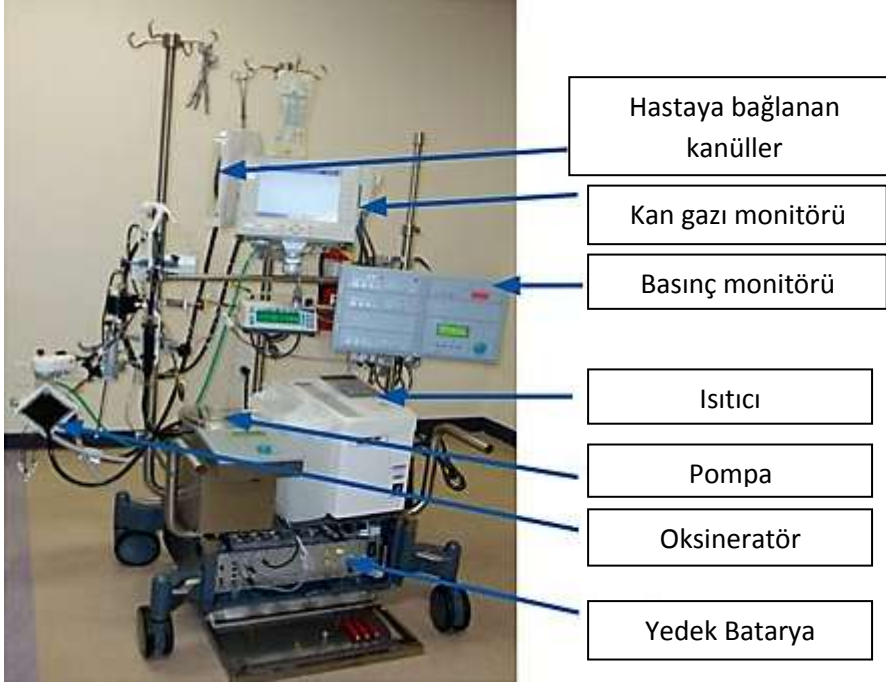 Hastaya bağlanan
kanüller
Kan gazı monitörü
Basınç monitörü
Isıtıcı
Pompa
Oksineratör
Yedek Batarya